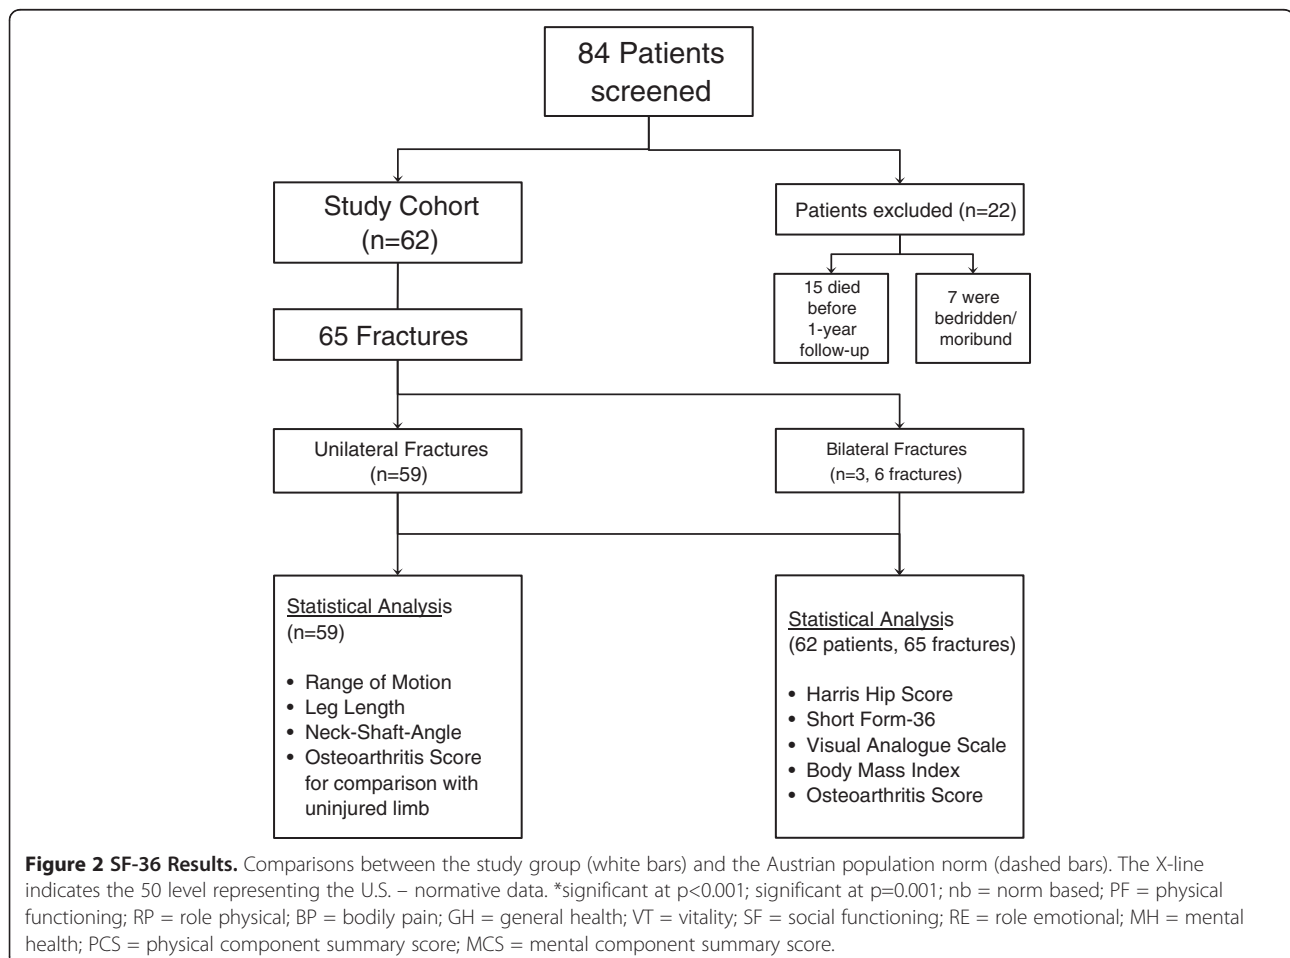 84 Patients
screened
Study Cohort
(n=62)
Patients excluded (n=22)
15 died
before
1-year
follow-up
7 were
bedridden/
moribund
65 Fractures
Unilateral Fractures
(n=59)
Bilateral Fractures
(n=3, 6 fractures)
Statistical Analysis
(n=59)
• Range of Motion
• Leg Length
• Neck-Shaft-Angle
• Osteoarthritis Score
for comparison with
uninjured limb
Statistical Analysis
(62 patients, 65 fractures)
• Harris Hip Score
• Short Form-36
• Visual Analogue Scale
• Body Mass Index
• Osteoarthritis Score
Figure 2 SF-36 Results. Comparisons between the study group (white bars) and the Austrian population norm (dashed bars). The X-line
indicates the 50 level representing the U.S. – normative data. *significant at p<0.001; significant at p=0.001; nb = norm based; PF = physical
functioning; RP = role physical; BP = bodily pain; GH = general health; VT = vitality; SF = social functioning; RE = role emotional; MH = mental
health; PCS = physical component summary score; MCS = mental component summary score.